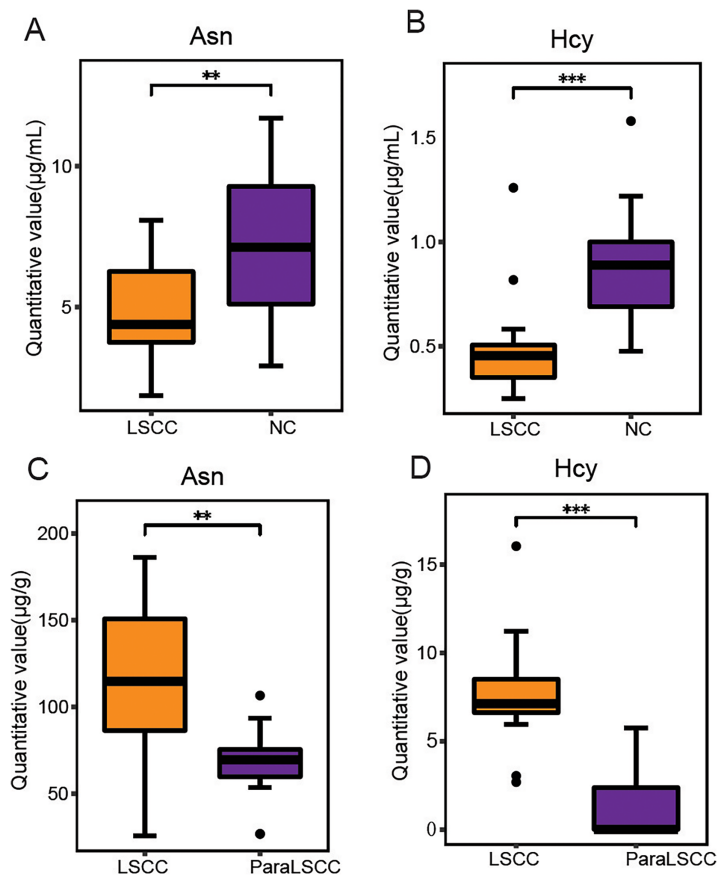 A
Asn
**
Quantitative value(µg/mL)
10
5
LSCC
NC
B
Hcy
***
Quantitative value(µg/mL)
1.5
1.0
0.5
LSCC
NC
C
Asn
**
Quantitative value(µg/g)
200
150
100
50
LSCC
ParaLSCC
D
Hcy
***
Quantitative value(µg/g)
15
10
5
0
LSCC
ParaLSCC